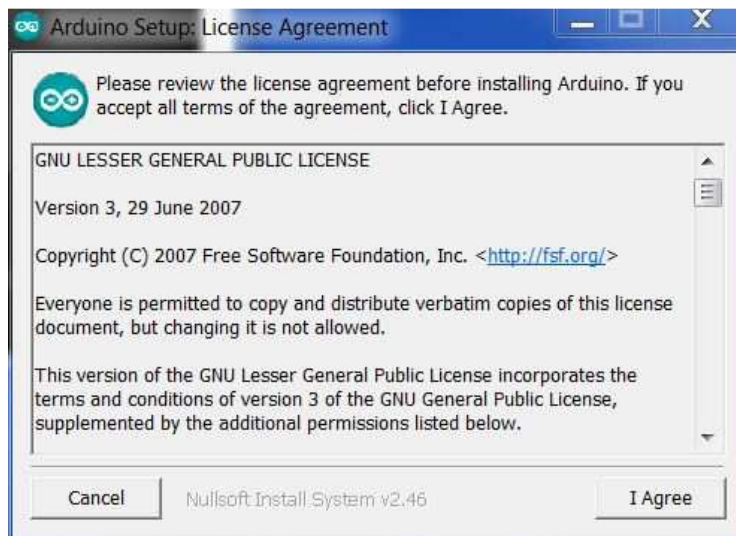 Arduino Setup: License Agreement
Please review the license agreement before installing Arduino. If you
accept all terms of the agreement, click I Agree.
GNU LESSER GENERAL PUBLIC LICENSE
Version 3, 29 June 2007
Copyright (C) 2007 Free Software Foundation, Inc. <http://fsf.org/>
Everyone is permitted to copy and distribute verbatim copies of this license
document, but changing it is not allowed.
This version of the GNU Lesser General Public License incorporates the
terms and conditions of version 3 of the GNU General Public License,
supplemented by the additional permissions listed below.
Cancel Nullsoft Install System v2.46 I Agree